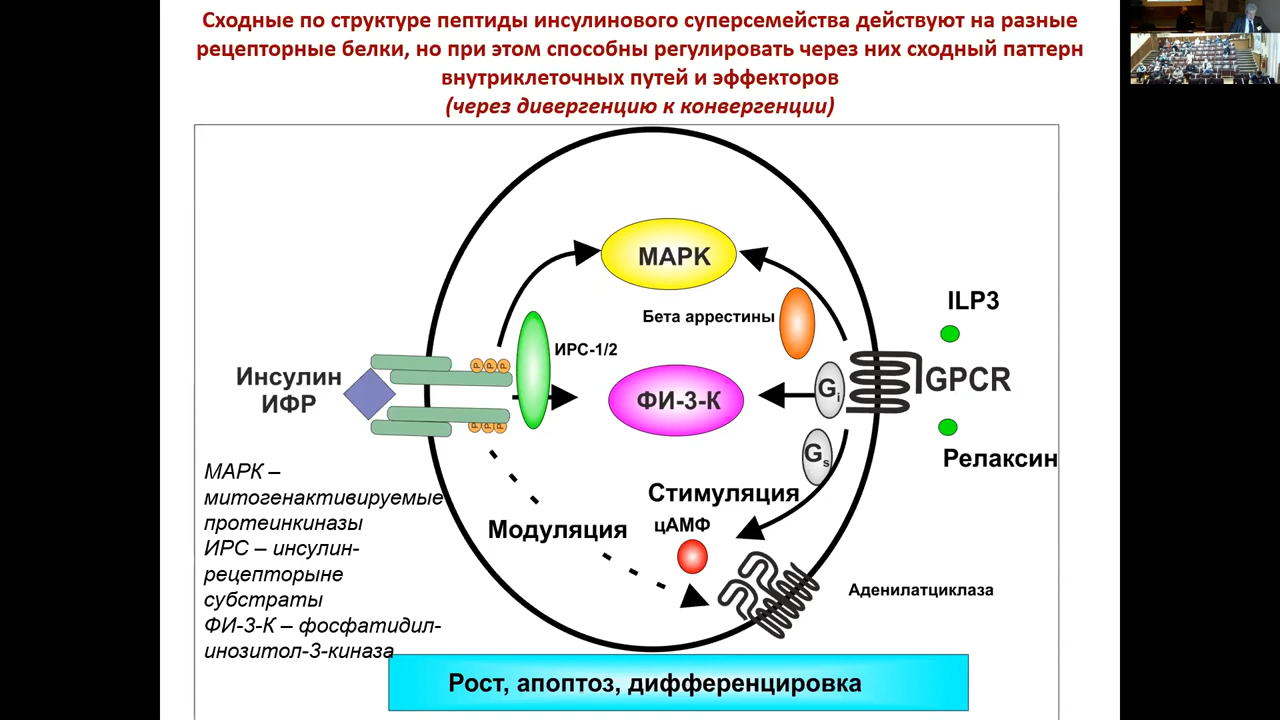 Сходные по структуре пептиды инсулинового суперсемейства действуют на разные
рецепторные белки, но при этом способны регулировать через них сходный паттерн
внутриклеточных путей и эффекторов
(через дивергенцию к конвергенции)
МАРК
ILP3
Бета аррестины
ИРС-1/2
P P P
Инсулин
ИФР
ФИ-3-К
Gi
GPCR
P P P
Gs
Релаксин
МАРК –
митогенактивируемые
протеинкиназы
ИРС – инсулин-
рецепторыне
субстраты
ФИ-3-К – фосфатидил-
инозитол-3-киназа
Стимуляция
цАМФ
Модуляция
Аденилатциклаза
Рост, апоптоз, дифференцировка